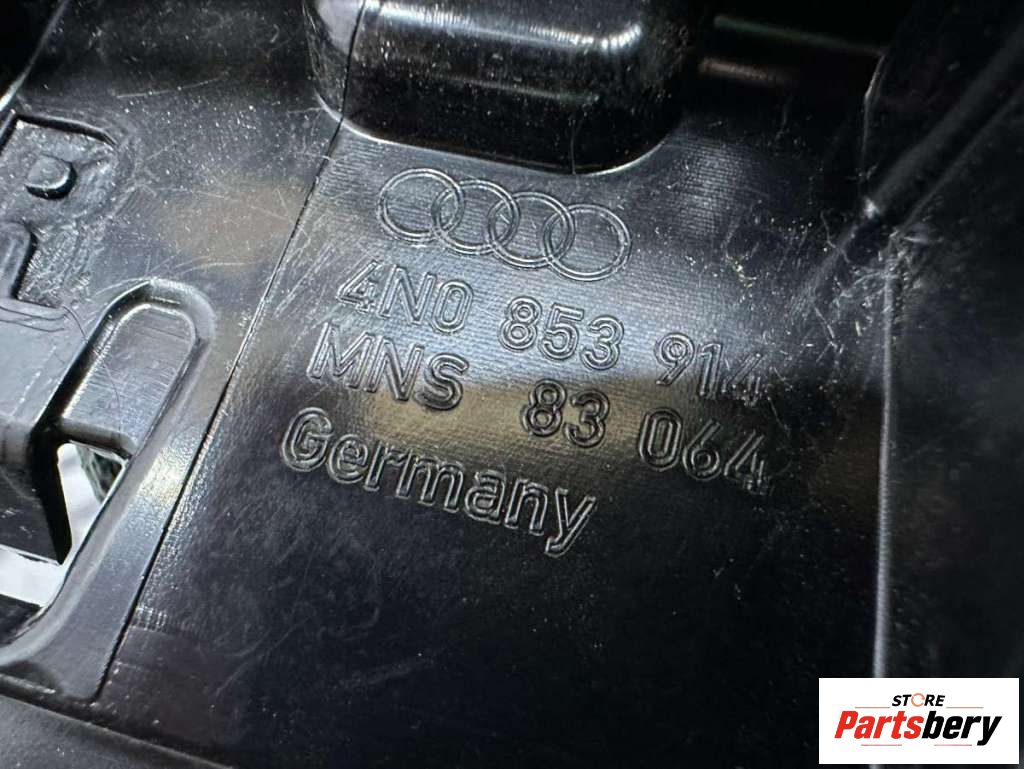 4N0 853 914
MNS 83 064
Germany
STORE
Partsbery